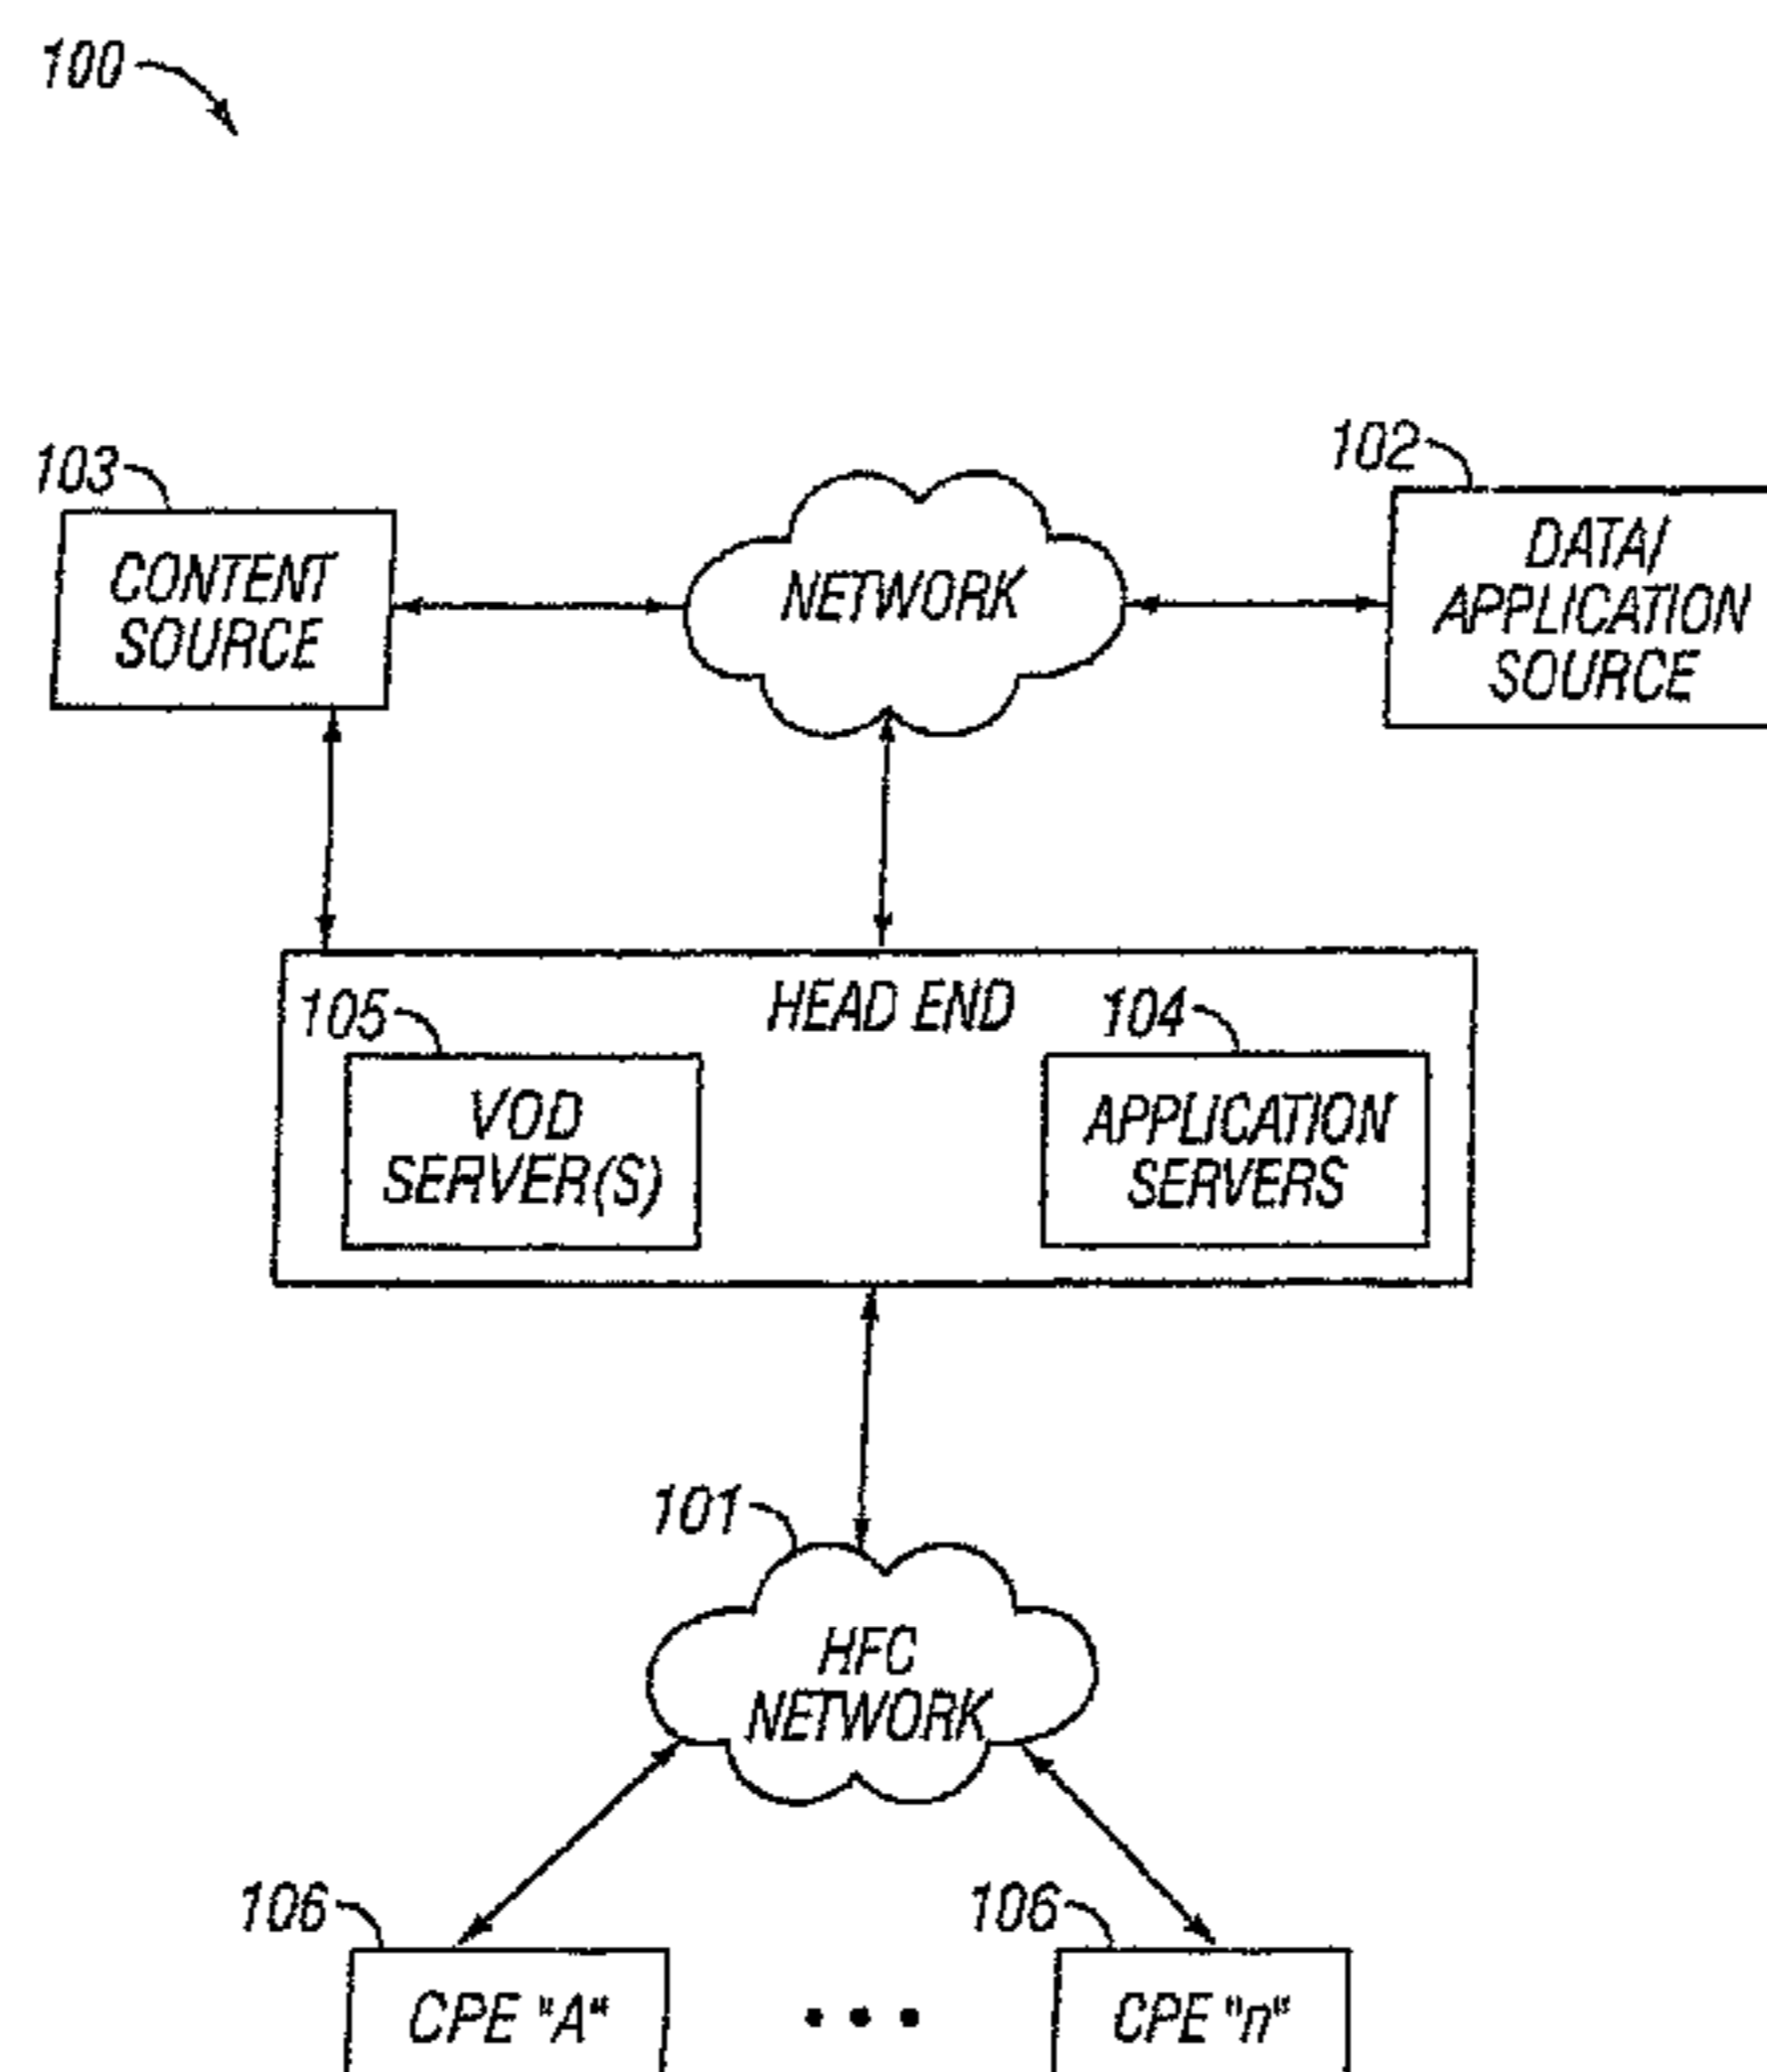 100
103
102
CONTENT
SOURCE
NETWORK
DATA/
APPLICATION
SOURCE
HEAD END
105
104
VOD
SERVER(S)
APPLICATION
SERVERS
101
HFC
NETWORK
106
106
CPE "A"
• • •
CPE "n"